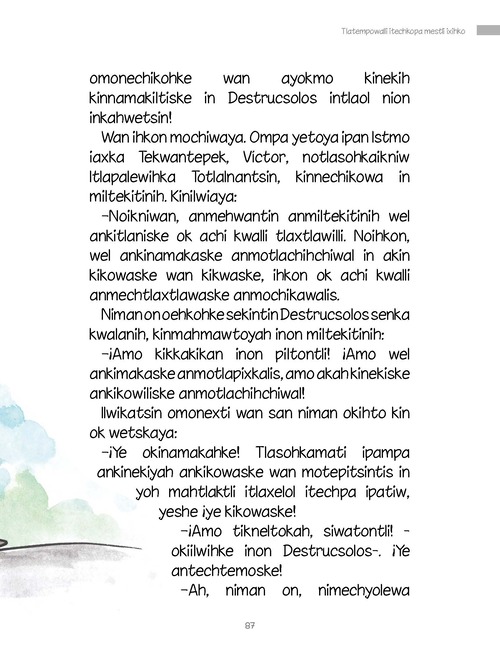 Tlatempowalli itechkopa mestli ixihko
omonechikohke wan ayokmo kinekih
kinnamakiltiske in Destrucsolos intlaol nion
inkahwetsin!
Wan ihkon mochiwaya. Ompa yetoya ipan Istmo
iaxka Tekwantepek, Victor, notlasohkaikniw
Itlapalewihka Totlalnantsin, kinnechikowa in
miltekitinih. Kinilwiaya:
–Noikniwan, anmehwantin anmiltekitinih wel
ankitlaniske ok achi kwalli tlaxtlawilli. Noihkon,
wel ankinamakaske anmotlachihchiwal in akin
kikowaske wan kikwaske, ihkon ok achi kwalli
anmechtlaxtlawaske anmochikawalis.
Niman on oehkohke sekintin Destrucsolos senka
kwalanih, kinmahmawtoyah inon miltekitinih:
–¡Amo kikkakikan inon piltontli! ¡Amo wel
ankimakaske anmotlapixkalis, amo akah kinekiske
ankikowiliske anmotlachihchiwal!
Ilwikatsin omonexti wan san niman okihto kin
ok wetskaya:
–¡Ye okinamakahke! Tlasohkamati ipampa
ankinekiyah ankikowaske wan motepitsintis in
yoh mahtlaktli itlaxelol itechpa ipatiw,
yeshe ¡ye kikowaske!
–¡Amo tikneltokah, siwatontli! -
okiilwihke inon Destrucsolos-. ¡Ye
antechtemoske!
–Ah, niman on, nimechyolewa
87